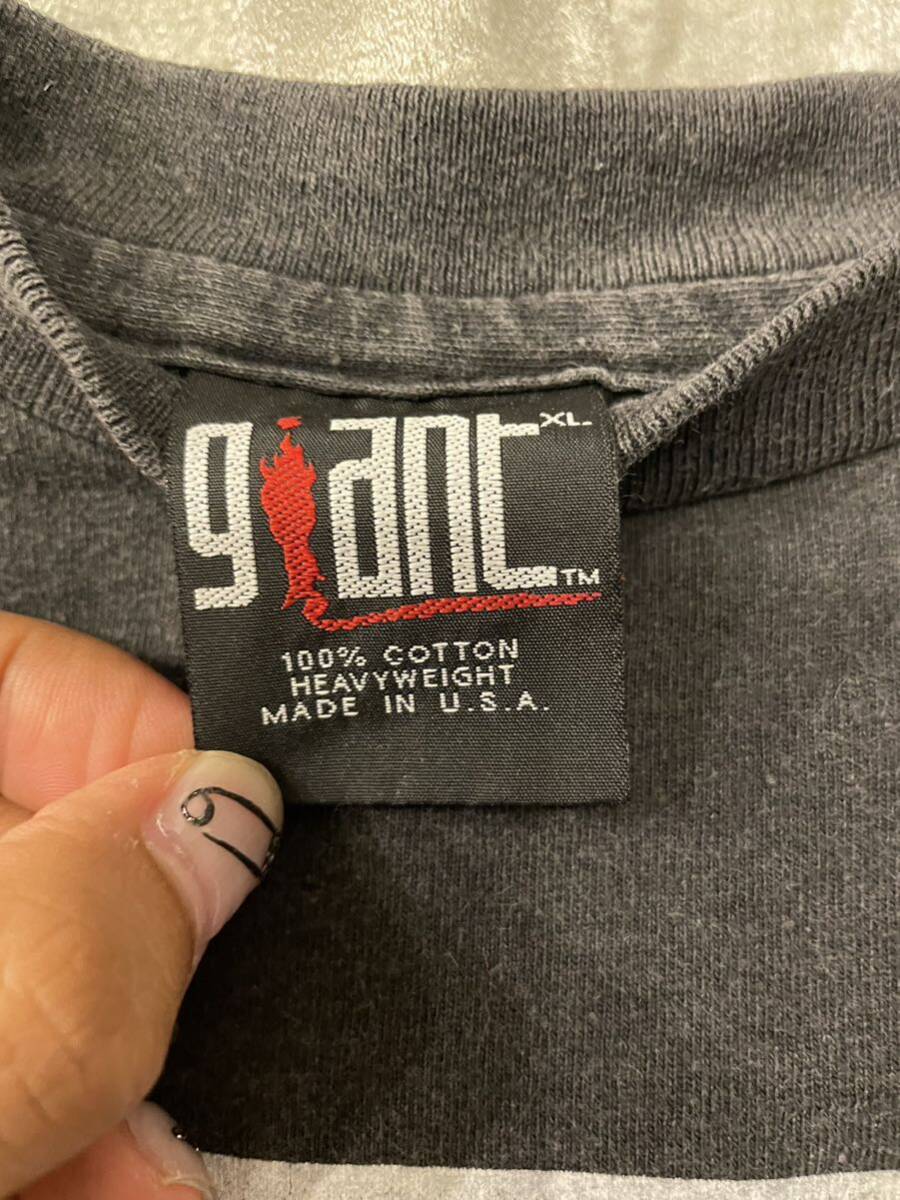 giant XL
TM
100% COTTON
HEAVYWEIGHT
MADE IN U.S.A.